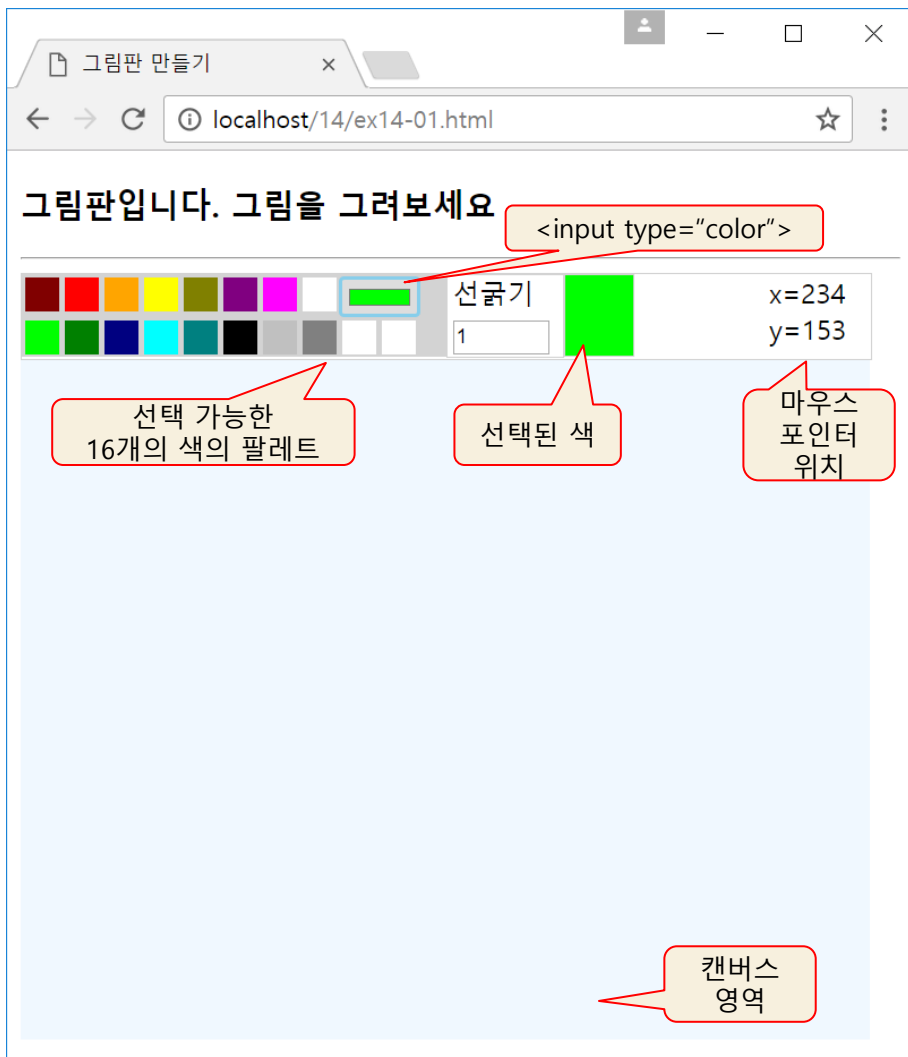 그림판 만들기
localhost/14/ex14-01.html
그림판입니다. 그림을 그려보세요
<input type=”color”>
선굵기
1
x=234
y=153
선택 가능한
16개의 색의 팔레트
선택된 색
마우스
포인터
위치
캔버스
영역